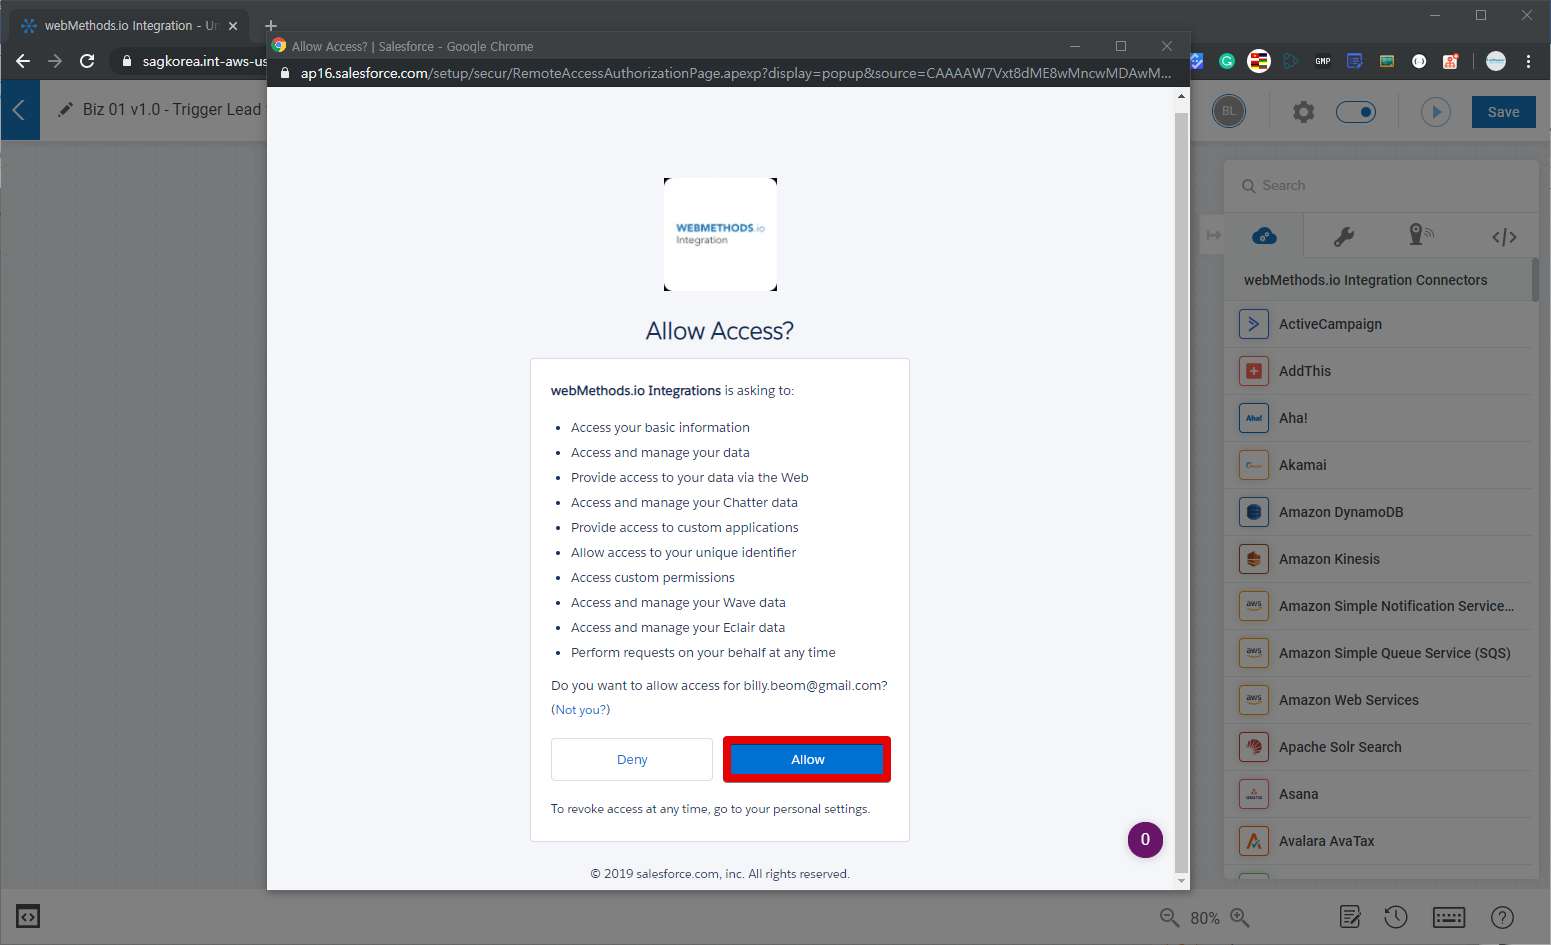 webMethods.io Integration - Un
Allow Access? | Salesforce - Google Chrome
sagkorea.int-aws-us
ap16.salesforce.com/setup/secur/RemoteAccessAuthorizationPage.apexp?display=popup&source=CAAAAW7Vxt8dME8wMncwMDAwM...
GMP
Biz 01 v1.0 - Trigger Lead
BL
Save
Search
WEBMETHODS.io
Integration
Allow Access?
webMethods.io Integrations is asking to:
Access your basic information
Access and manage your data
Provide access to your data via the Web
Access and manage your Chatter data
Provide access to custom applications
Allow access to your unique identifier
Access custom permissions
Access and manage your Wave data
Access and manage your Eclair data
Perform requests on your behalf at any time
Do you want to allow access for billy.beom@gmail.com?
(Not you?)
Deny
Allow
To revoke access at any time, go to your personal settings.
0
© 2019 salesforce.com, inc. All rights reserved.
webMethods.io Integration Connectors
ActiveCampaign
AddThis
Aha!
Aha!
Akamai
Amazon DynamoDB
Amazon Kinesis
aws
Amazon Simple Notification Service...
aws
Amazon Simple Queue Service (SQS)
aws
Amazon Web Services
Apache Solr Search
Asana
Avalara AvaTax
80%